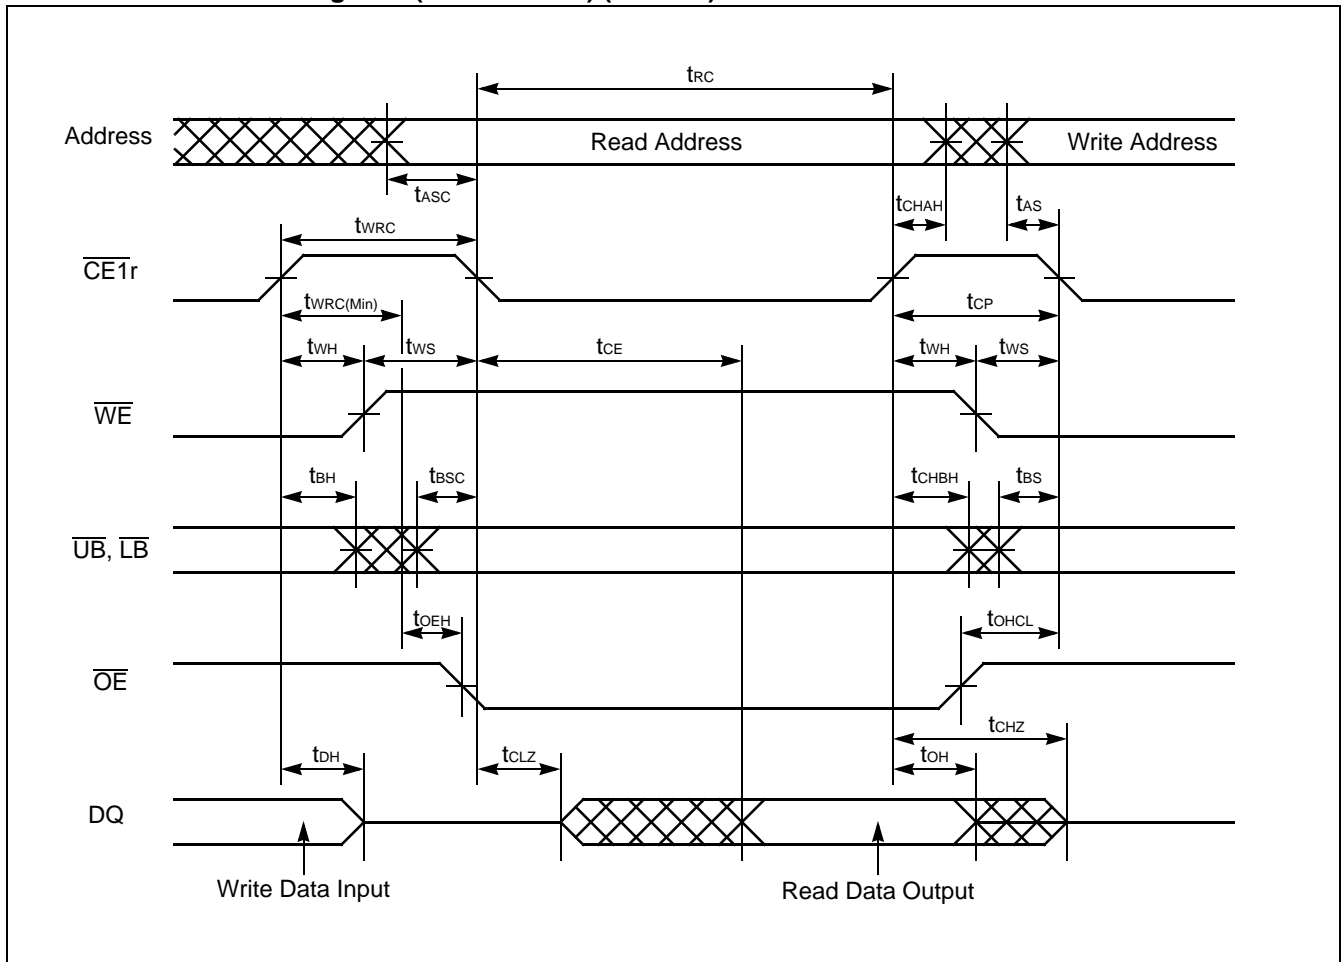 tRC
Address
Read Address
Write Address
tASC
tCHAH
tAS
tWRC
CE1r
tWRC(Min)
tCP
tWH
tWS
tCE
tWH
tWS
WE
tBH
tBSC
tCHBH
tBS
UB, LB
tOEH
tOHCL
OE
tCHZ
tDH
tCLZ
tOH
DQ
Write Data Input
Read Data Output